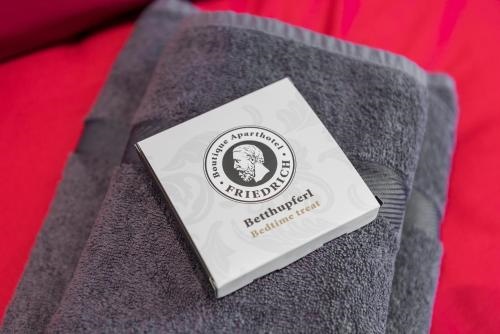 Boutique Aparthotel
• FRIEDRICH •
Betthupferl
Bedtime treat